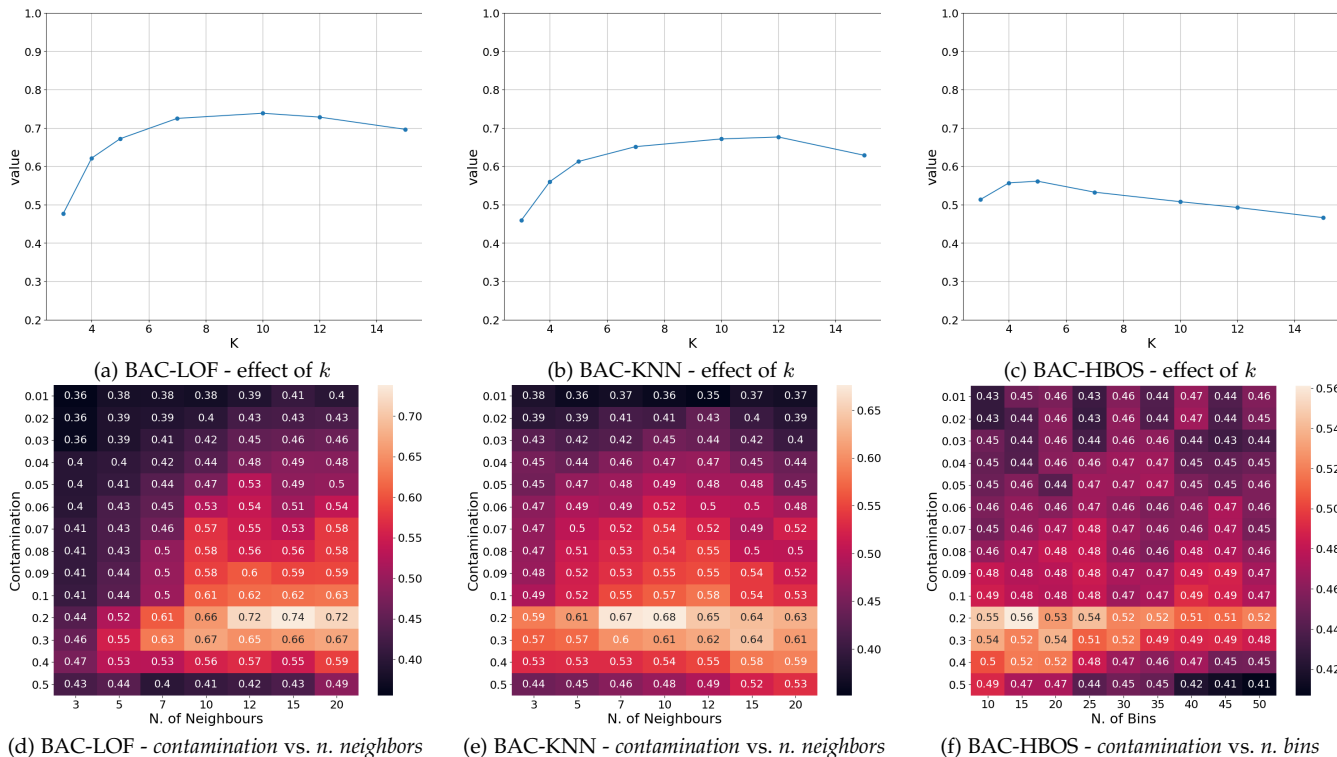 1.0
0.9
0.8
0.7
0.6
0.5
0.4
0.3
0.2
value
4 6 8 10 12 14
K
(a) BAC-LOF - effect of k
1.0
0.9
0.8
0.7
0.6
0.5
0.4
0.3
0.2
value
4 6 8 10 12 14
K
(b) BAC-KNN - effect of k
1.0
0.9
0.8
0.7
0.6
0.5
0.4
0.3
0.2
value
4 6 8 10 12 14
K
(c) BAC-HBOS - effect of k
Contamination
0.01 0.36 0.38 0.38 0.38 0.39 0.41 0.4
0.02 0.36 0.39 0.39 0.4 0.43 0.43 0.43
0.03 0.36 0.39 0.41 0.42 0.45 0.46 0.46
0.04 0.4 0.4 0.42 0.44 0.48 0.49 0.48
0.05 0.4 0.41 0.44 0.47 0.53 0.49 0.5
0.06 0.4 0.43 0.45 0.53 0.54 0.51 0.54
0.07 0.41 0.43 0.46 0.57 0.55 0.53 0.58
0.08 0.41 0.43 0.5 0.58 0.56 0.56 0.58
0.09 0.41 0.44 0.5 0.58 0.6 0.59 0.59
0.1 0.41 0.44 0.5 0.61 0.62 0.62 0.63
0.2 0.44 0.52 0.61 0.66 0.72 0.74 0.72
0.3 0.46 0.55 0.63 0.67 0.65 0.66 0.67
0.4 0.47 0.53 0.53 0.56 0.57 0.55 0.59
0.5 0.43 0.44 0.4 0.41 0.42 0.43 0.49
3 5 7 10 12 15 20
N. of Neighbours
0.70
0.65
0.60
0.55
0.50
0.45
0.40
(d) BAC-LOF - contamination vs. n. neighbors
Contamination
0.01 0.38 0.36 0.37 0.36 0.35 0.37 0.37
0.02 0.39 0.39 0.41 0.41 0.43 0.4 0.39
0.03 0.43 0.42 0.42 0.45 0.44 0.42 0.4
0.04 0.45 0.44 0.46 0.47 0.47 0.45 0.44
0.05 0.45 0.47 0.48 0.49 0.48 0.48 0.45
0.06 0.47 0.49 0.49 0.52 0.5 0.5 0.48
0.07 0.47 0.5 0.52 0.54 0.52 0.49 0.52
0.08 0.47 0.51 0.53 0.54 0.55 0.5 0.5
0.09 0.48 0.52 0.53 0.55 0.55 0.54 0.52
0.1 0.49 0.52 0.55 0.57 0.58 0.54 0.53
0.2 0.59 0.61 0.67 0.68 0.65 0.64 0.63
0.3 0.57 0.57 0.6 0.61 0.62 0.64 0.61
0.4 0.53 0.53 0.53 0.54 0.55 0.58 0.59
0.5 0.44 0.45 0.46 0.48 0.49 0.52 0.53
3 5 7 10 12 15 20
N. of Neighbours
0.65
0.60
0.55
0.50
0.45
0.40
(e) BAC-KNN - contamination vs. n. neighbors
Contamination
0.01 0.43 0.45 0.46 0.43 0.46 0.44 0.47 0.44 0.46
0.02 0.43 0.44 0.46 0.43 0.46 0.44 0.47 0.44 0.46
0.03 0.45 0.44 0.46 0.44 0.46 0.46 0.44 0.43 0.44
0.04 0.45 0.44 0.46 0.46 0.47 0.47 0.45 0.45 0.45
0.05 0.45 0.46 0.44 0.46 0.47 0.47 0.45 0.45 0.46
0.06 0.46 0.46 0.47 0.47 0.46 0.46 0.46 0.47 0.46
0.07 0.45 0.46 0.47 0.48 0.46 0.46 0.46 0.47 0.45
0.08 0.46 0.47 0.48 0.48 0.46 0.46 0.48 0.47 0.46
0.09 0.48 0.48 0.48 0.48 0.47 0.47 0.49 0.49 0.46
0.1 0.49 0.48 0.48 0.48 0.47 0.47 0.49 0.49 0.47
0.2 0.55 0.56 0.53 0.54 0.52 0.52 0.51 0.51 0.52
0.3 0.54 0.52 0.54 0.51 0.52 0.49 0.49 0.49 0.48
0.4 0.5 0.52 0.52 0.48 0.47 0.46 0.47 0.45 0.45
0.5 0.49 0.47 0.47 0.44 0.45 0.45 0.42 0.41 0.41
10 15 20 25 30 35 40 45 50
N. of Bins
0.56
0.54
0.52
0.50
0.48
0.46
0.44
0.42
(f) BAC-HBOS - contamination vs. n. bins